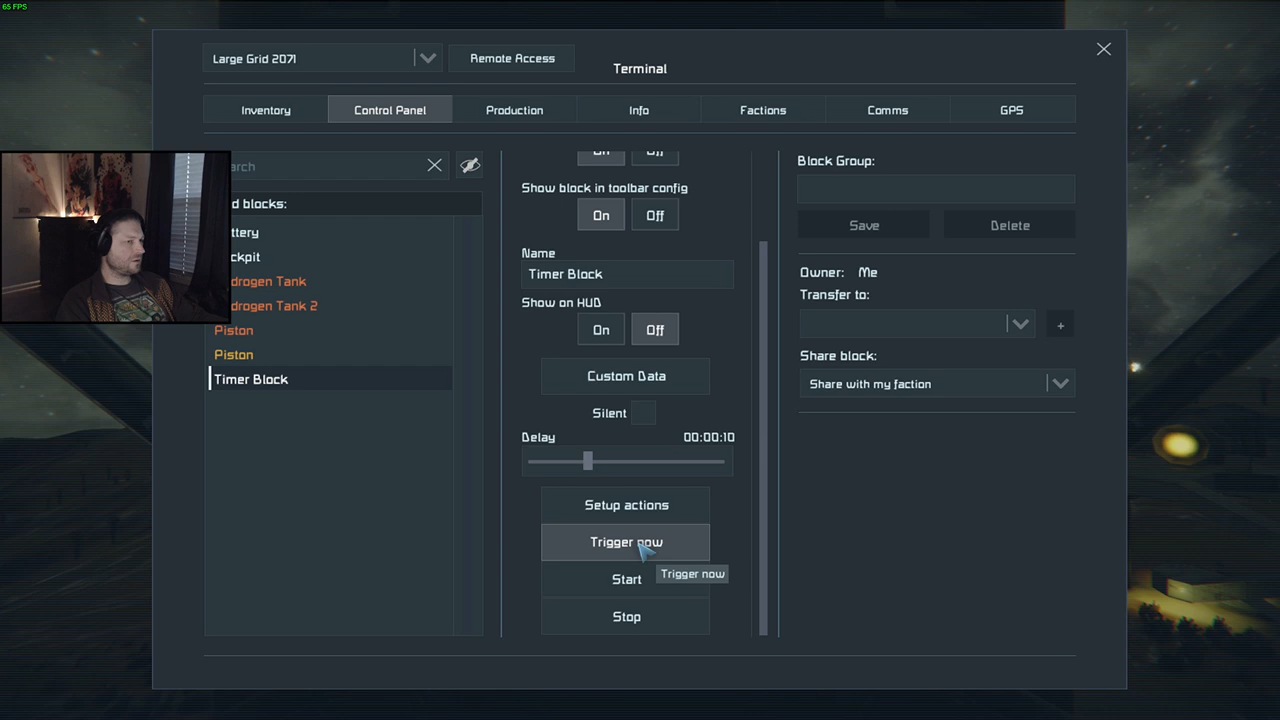 65 FPS
Large Grid 2071
Remote Access
Terminal
Inventory
Control Panel
Production
Info
Factions
Comms
GPS
arch
d blocks:
ttery
ckpit
drogen Tank
drogen Tank 2
Piston
Piston
Timer Block
On Off
Show block in toolbar config
On Off
Name
Timer Block
Show on HUD
On Off
Custom Data
Silent
Delay 00:00:10
Setup actions
Trigger now
Trigger now
Start
Stop
Block Group:
Save
Delete
Owner: Me
Transfer to:
+
Share block:
Share with my faction